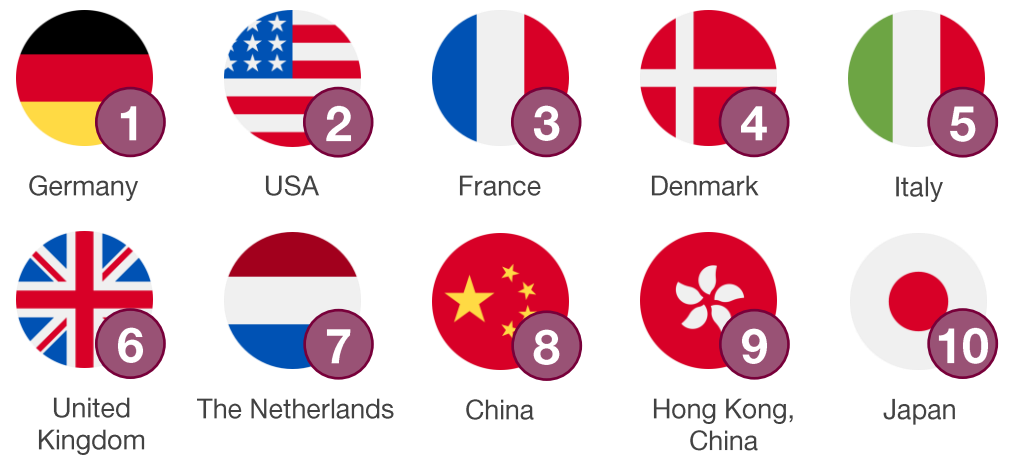 1
2
3
4
5
Germany
USA
France
Denmark
Italy
6
7
8
9
10
United
Kingdom
The Netherlands
China
Hong Kong,
China
Japan